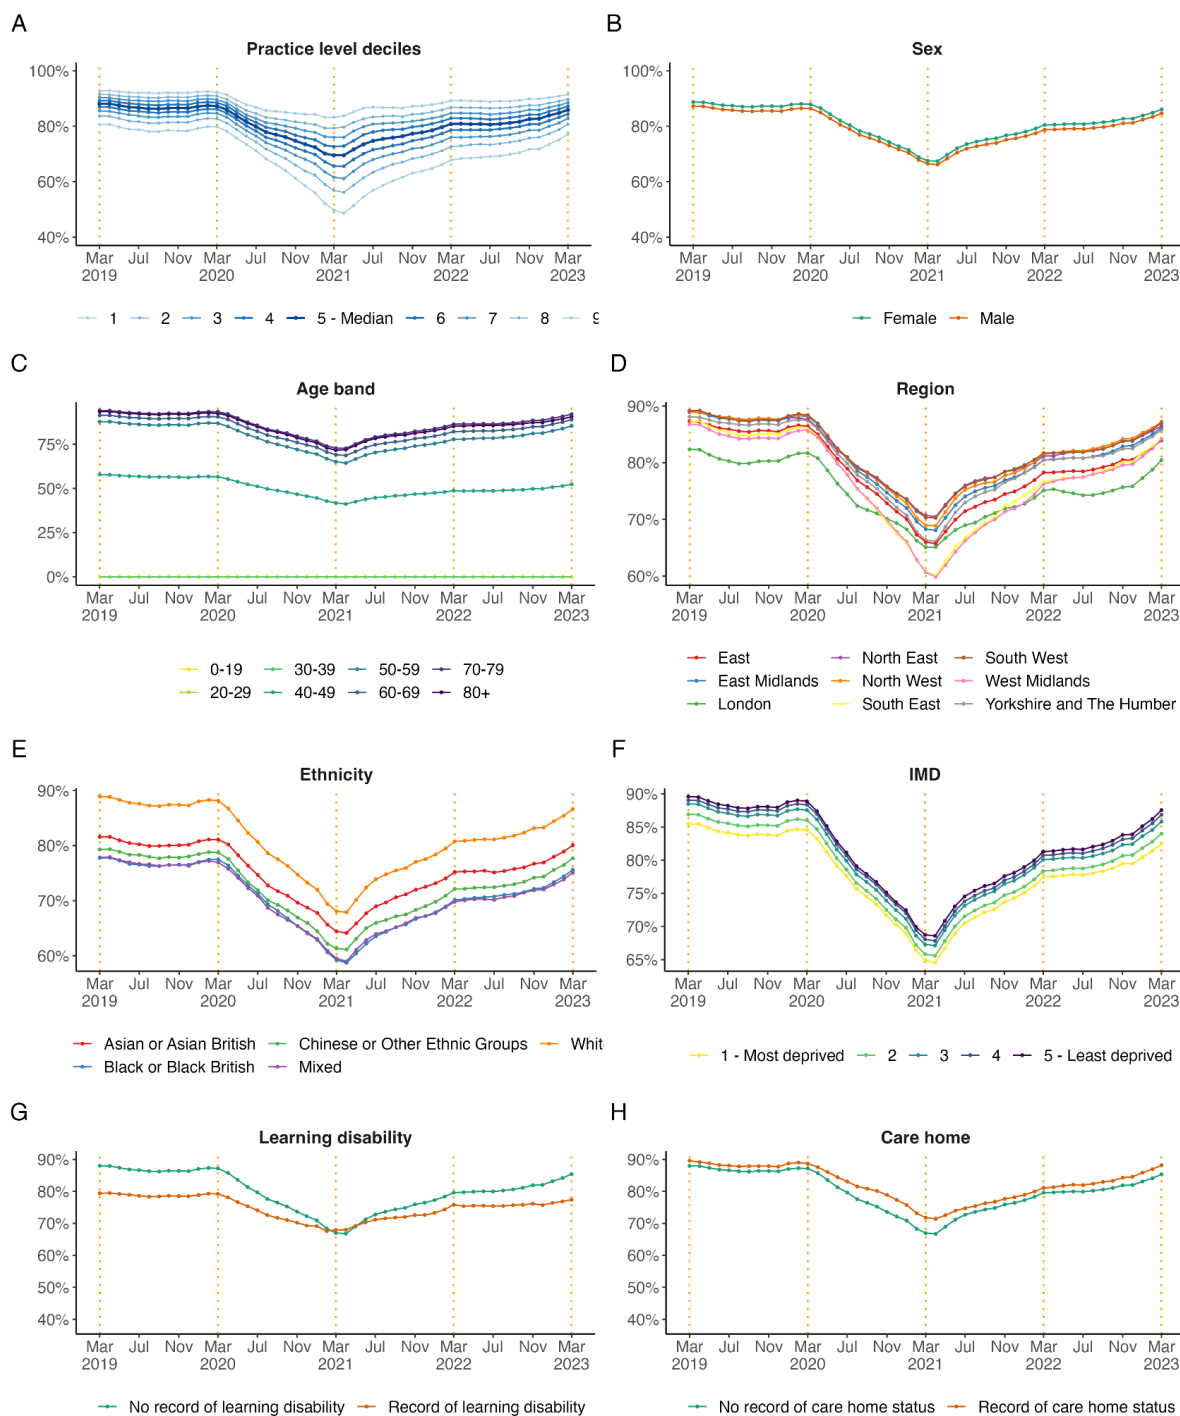 A
B
Practice level deciles
Sex
100%
80%
60%
40%
Mar Jul Nov Mar Jul Nov Mar Jul Nov Mar Jul Nov Mar
2019 2020 2021 2022 2023
1 2 3 4 5 - Median 6 7 8 9
100%
80%
60%
40%
Mar Jul Nov Mar Jul Nov Mar Jul Nov Mar Jul Nov Mar
2019 2020 2021 2022 2023
Female Male
C
D
Age band
Region
75%
50%
25%
0%
Mar Jul Nov Mar Jul Nov Mar Jul Nov Mar Jul Nov Mar
2019 2020 2021 2022 2023
0-19 30-39 50-59 70-79
20-29 40-49 60-69 80+
90%
80%
70%
60%
Mar Jul Nov Mar Jul Nov Mar Jul Nov Mar Jul Nov Mar
2019 2020 2021 2022 2023
East North East South West
East Midlands North West West Midlands
London South East Yorkshire and The Humber
E
F
Ethnicity
IMD
90%
80%
70%
60%
Mar Jul Nov Mar Jul Nov Mar Jul Nov Mar Jul Nov Mar
2019 2020 2021 2022 2023
Asian or Asian British Chinese or Other Ethnic Groups Whit
Black or Black British Mixed
90%
85%
80%
75%
70%
65%
Mar Jul Nov Mar Jul Nov Mar Jul Nov Mar Jul Nov Mar
2019 2020 2021 2022 2023
1 - Most deprived 2 3 4 5 - Least deprived
G
H
Learning disability
Care home
90%
80%
70%
60%
50%
40%
Mar Jul Nov Mar Jul Nov Mar Jul Nov Mar Jul Nov Mar
2019 2020 2021 2022 2023
No record of learning disability Record of learning disability
90%
80%
70%
60%
50%
40%
Mar Jul Nov Mar Jul Nov Mar Jul Nov Mar Jul Nov Mar
2019 2020 2021 2022 2023
No record of care home status Record of care home status